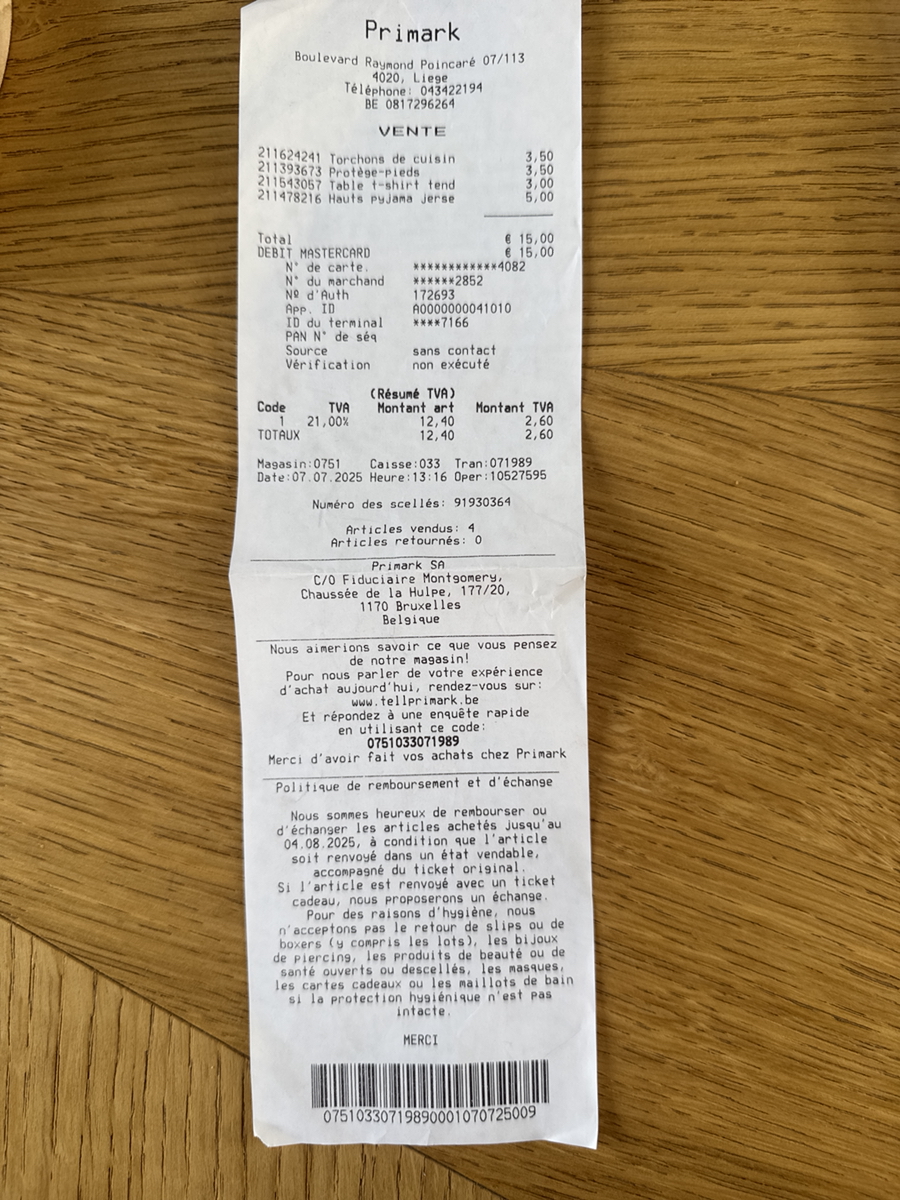 Primark
Boulevard Raymond Poincaré 07/113
4020, Liege
Téléphone: 043422194
BE 0817296264
VENTE
211624241 Torchons de cuisin 3,50
211393673 Protège-pieds 3,50
211543057 Table t-shirt tend 3,00
211478216 Hauts pyjama jerse 5,00
Total € 15,00
DEBIT MASTERCARD € 15,00
N° de carte. ************4082
N° du marchand ******2852
Nº d'Auth 172693
App. ID A0000000041010
ID du terminal ****7166
PAN N° de séq
Source sans contact
Vérification non exécuté
(Résumé TVA)
Code TVA Montant art Montant TVA
1 21,00% 12,40 2,60
TOTAUX 12,40 2,60
Magasin:0751 Caisse:033 Tran:071989
Date:07.07.2025 Heure:13:16 Oper:10527595
Numéro des scellés: 91930364
Articles vendus: 4
Articles retournés: 0
Primark SA
C/O Fiduciaire Montgomery,
Chaussée de la Hulpe, 177/20,
1170 Bruxelles
Belgique
Nous aimerions savoir ce que vous pensez
de notre magasin!
Pour nous parler de votre expérience
d'achat aujourd'hui, rendez-vous sur:
www.tellprimark.be
Et répondez à une enquête rapide
en utilisant ce code:
0751033071989
Merci d'avoir fait vos achats chez Primark
Politique de remboursement et d'échange
Nous sommes heureux de rembourser ou
d'échanger les articles achetés jusqu'au
04.08.2025, à condition que l'article
soit renvoyé dans un état vendable,
accompagné du ticket original.
Si l'article est renvoyé avec un ticket
cadeau, nous proposerons un échange.
Pour des raisons d'hygiène, nous
n'acceptons pas le retour de slips ou de
boxers (y compris les lots), les bijoux
de piercing, les produits de beauté ou de
santé ouverts ou descellés, les masques,
les cartes cadeaux ou les maillots de bain
si la protection hygiénique n'est pas
intacte.
MERCI
07510330719890001070725009